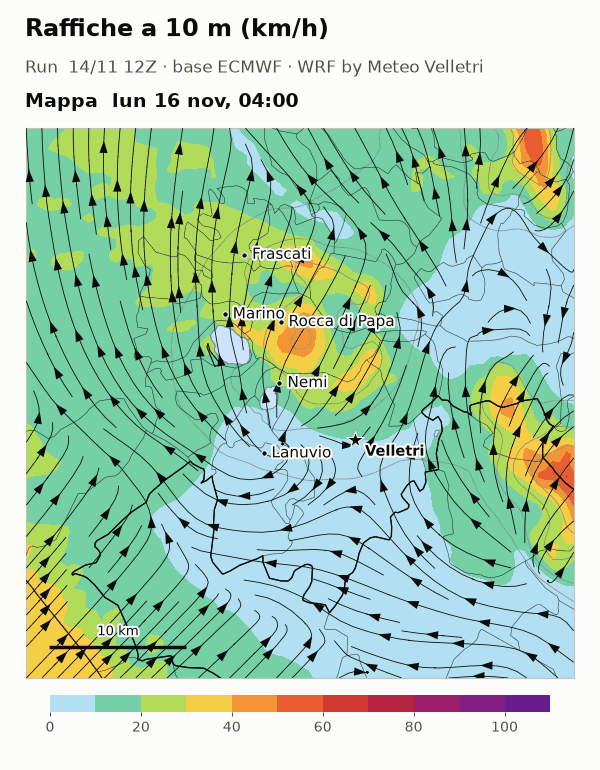 Raffiche a 10 m (km/h)
Run  14/11 12Z · base ECMWF · WRF by Meteo Velletri
Mappa  lun 16 nov, 04:00
Frascati
Marino
Rocca di Papa
Nemi
Velletri
Lanuvio
10 km
0 20 40 60 80 100